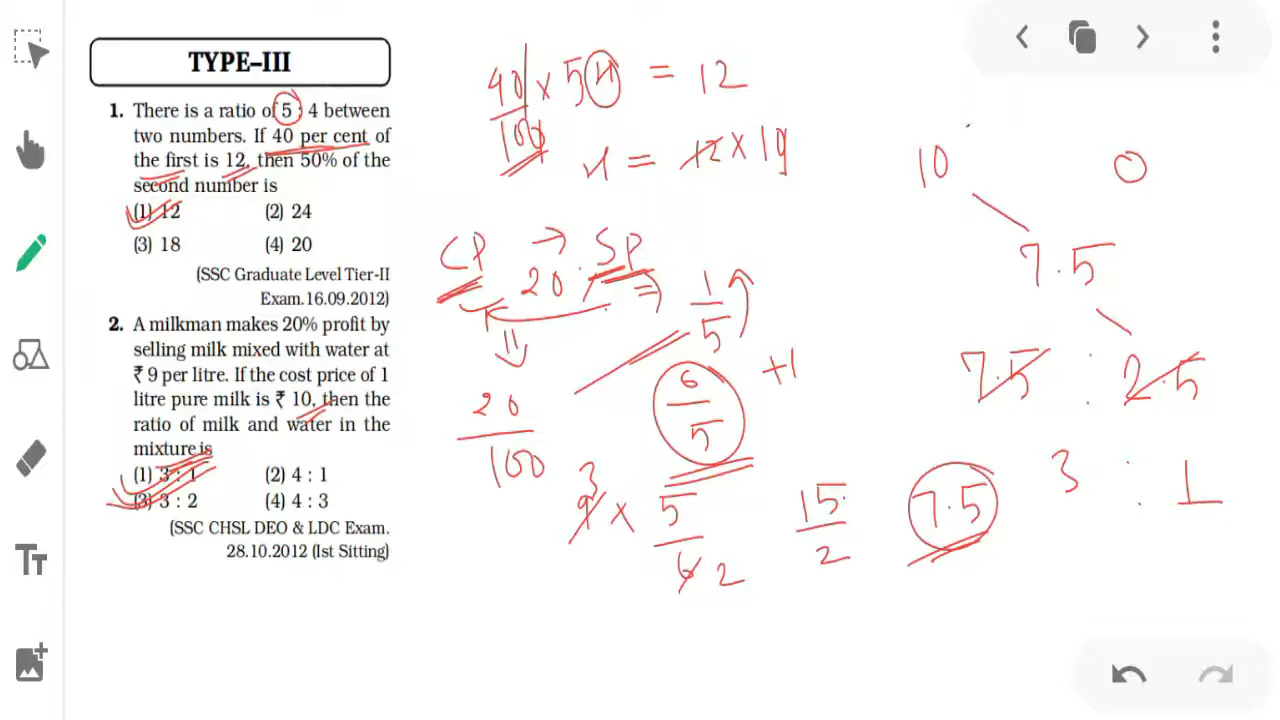 TYPE–III
1. There is a ratio of 5 : 4 between
two numbers. If 40 per cent of
the first is 12, then 50% of the
second number is
(1) 12 (2) 24
(3) 18 (4) 20
(SSC Graduate Level Tier-II
Exam.16.09.2012)
2. A milkman makes 20% profit by
selling milk mixed with water at
₹ 9 per litre. If the cost price of 1
litre pure milk is ₹ 10, then the
ratio of milk and water in the
mixture is
(1) 3 : 1 (2) 4 : 1
(3) 3 : 2 (4) 4 : 3
(SSC CHSL DEO & LDC Exam.
28.10.2012 (Ist Sitting)
40/100 × 5x = 12
CP → SP
20
1/5
20/100
6/5
+1
3
9 × 5/6 2
15/2
7.5
10 0
7.5
7.5 : 2.5
3 : 1
Tт